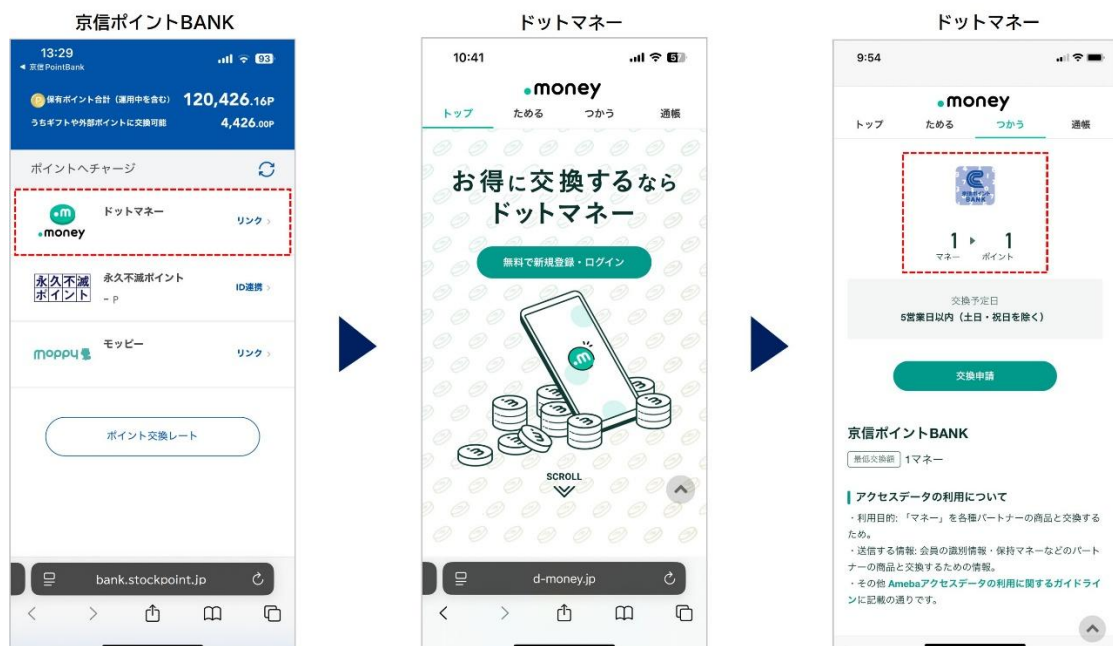 京信ポイントBANK
13:29
93
◀ 京信PointBank
保有ポイント合計（運用中を含む） 120,426.16P
うちギフトや外部ポイントに交換可能 4,426.00P
ポイントへチャージ
.m
.money
ドットマネー
リンク
永久不滅
ポイント
永久不滅ポイント
- P
ID連携
moppy
モッピー
リンク
ポイント交換レート
bank.stockpoint.jp
ドットマネー
10:41
57
.money
トップ ためる つかう 通帳
お得に交換するなら
ドットマネー
無料で新規登録・ログイン
.m
SCROLL
d-money.jp
ドットマネー
9:54
.money
トップ ためる つかう 通帳
京信ポイント
BANK
1 1
マネー ポイント
交換予定日
5営業日以内（土日・祝日を除く）
交換申請
京信ポイントBANK
最低交換額 1マネー
アクセスデータの利用について
・利用目的: 「マネー」を各種パートナーの商品と交換する
ため。
・送信する情報: 会員の識別情報・保持マネーなどのパート
ナーの商品と交換するための情報。
・その他 Amebaアクセスデータの利用に関するガイドライ
ンに記載の通りです。